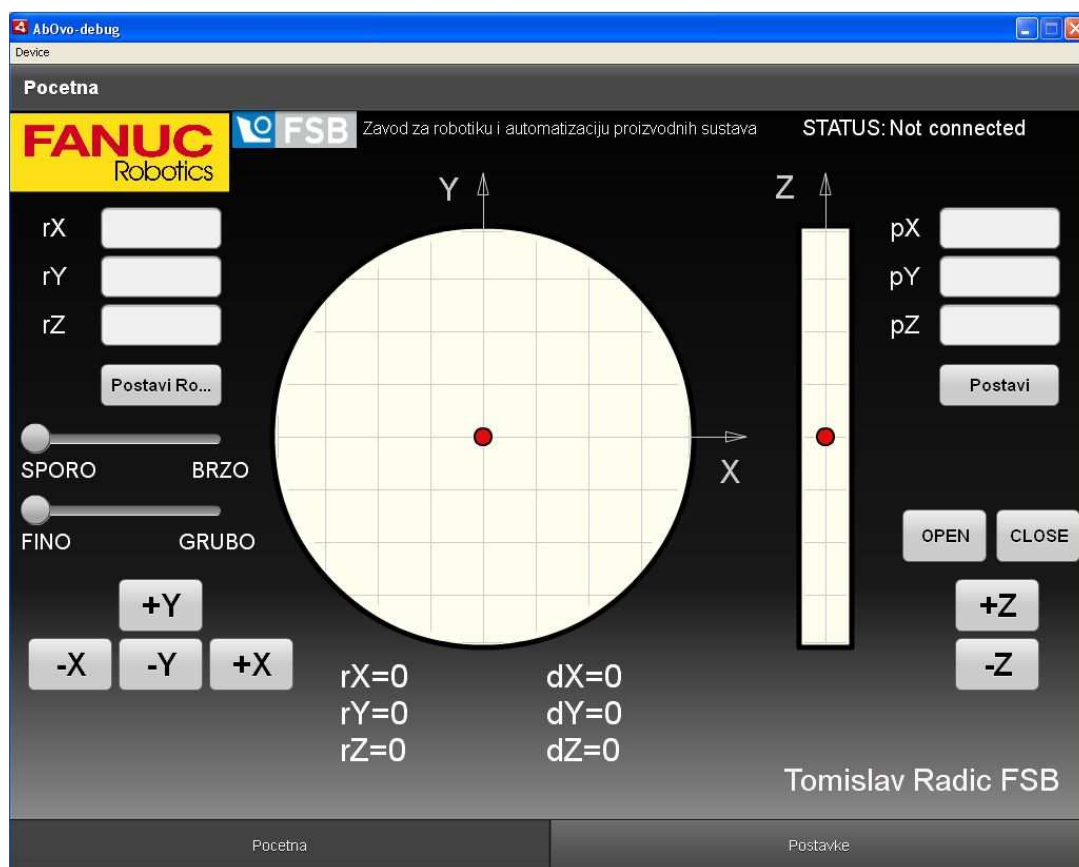 AbOvo-debug
Device
Pocetna
FANUC
Robotics
FSB
Zavod za robotiku i automatizaciju proizvodnih sustava
STATUS: Not connected
Y
Z
rX
pX
rY
pY
rZ
pZ
Postavi Ro...
Postavi
X
SPORO
BRZO
FINO
GRUBO
OPEN
CLOSE
+Y
-X
-Y
+X
+Z
-Z
rX=0
dX=0
rY=0
dY=0
rZ=0
dZ=0
Tomislav Radic FSB
Pocetna
Postavke